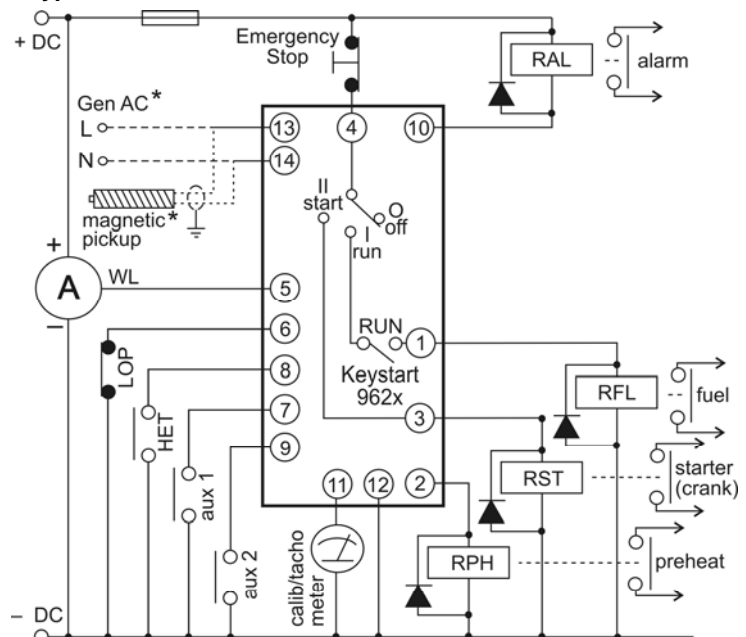 + DC
Emergency
Stop
RAL
alarm
Gen AC*
L
N
13
14
4
10
magnetic*
pickup
II
start
O
off
I
run
+
A
WL
−
5
6
8
7
9
LOP
HET
aux 1
aux 2
RUN
1
Keystart
962x
3
RFL
fuel
RST
starter
(crank)
11
12
2
calib/tacho
meter
RPH
preheat
− DC